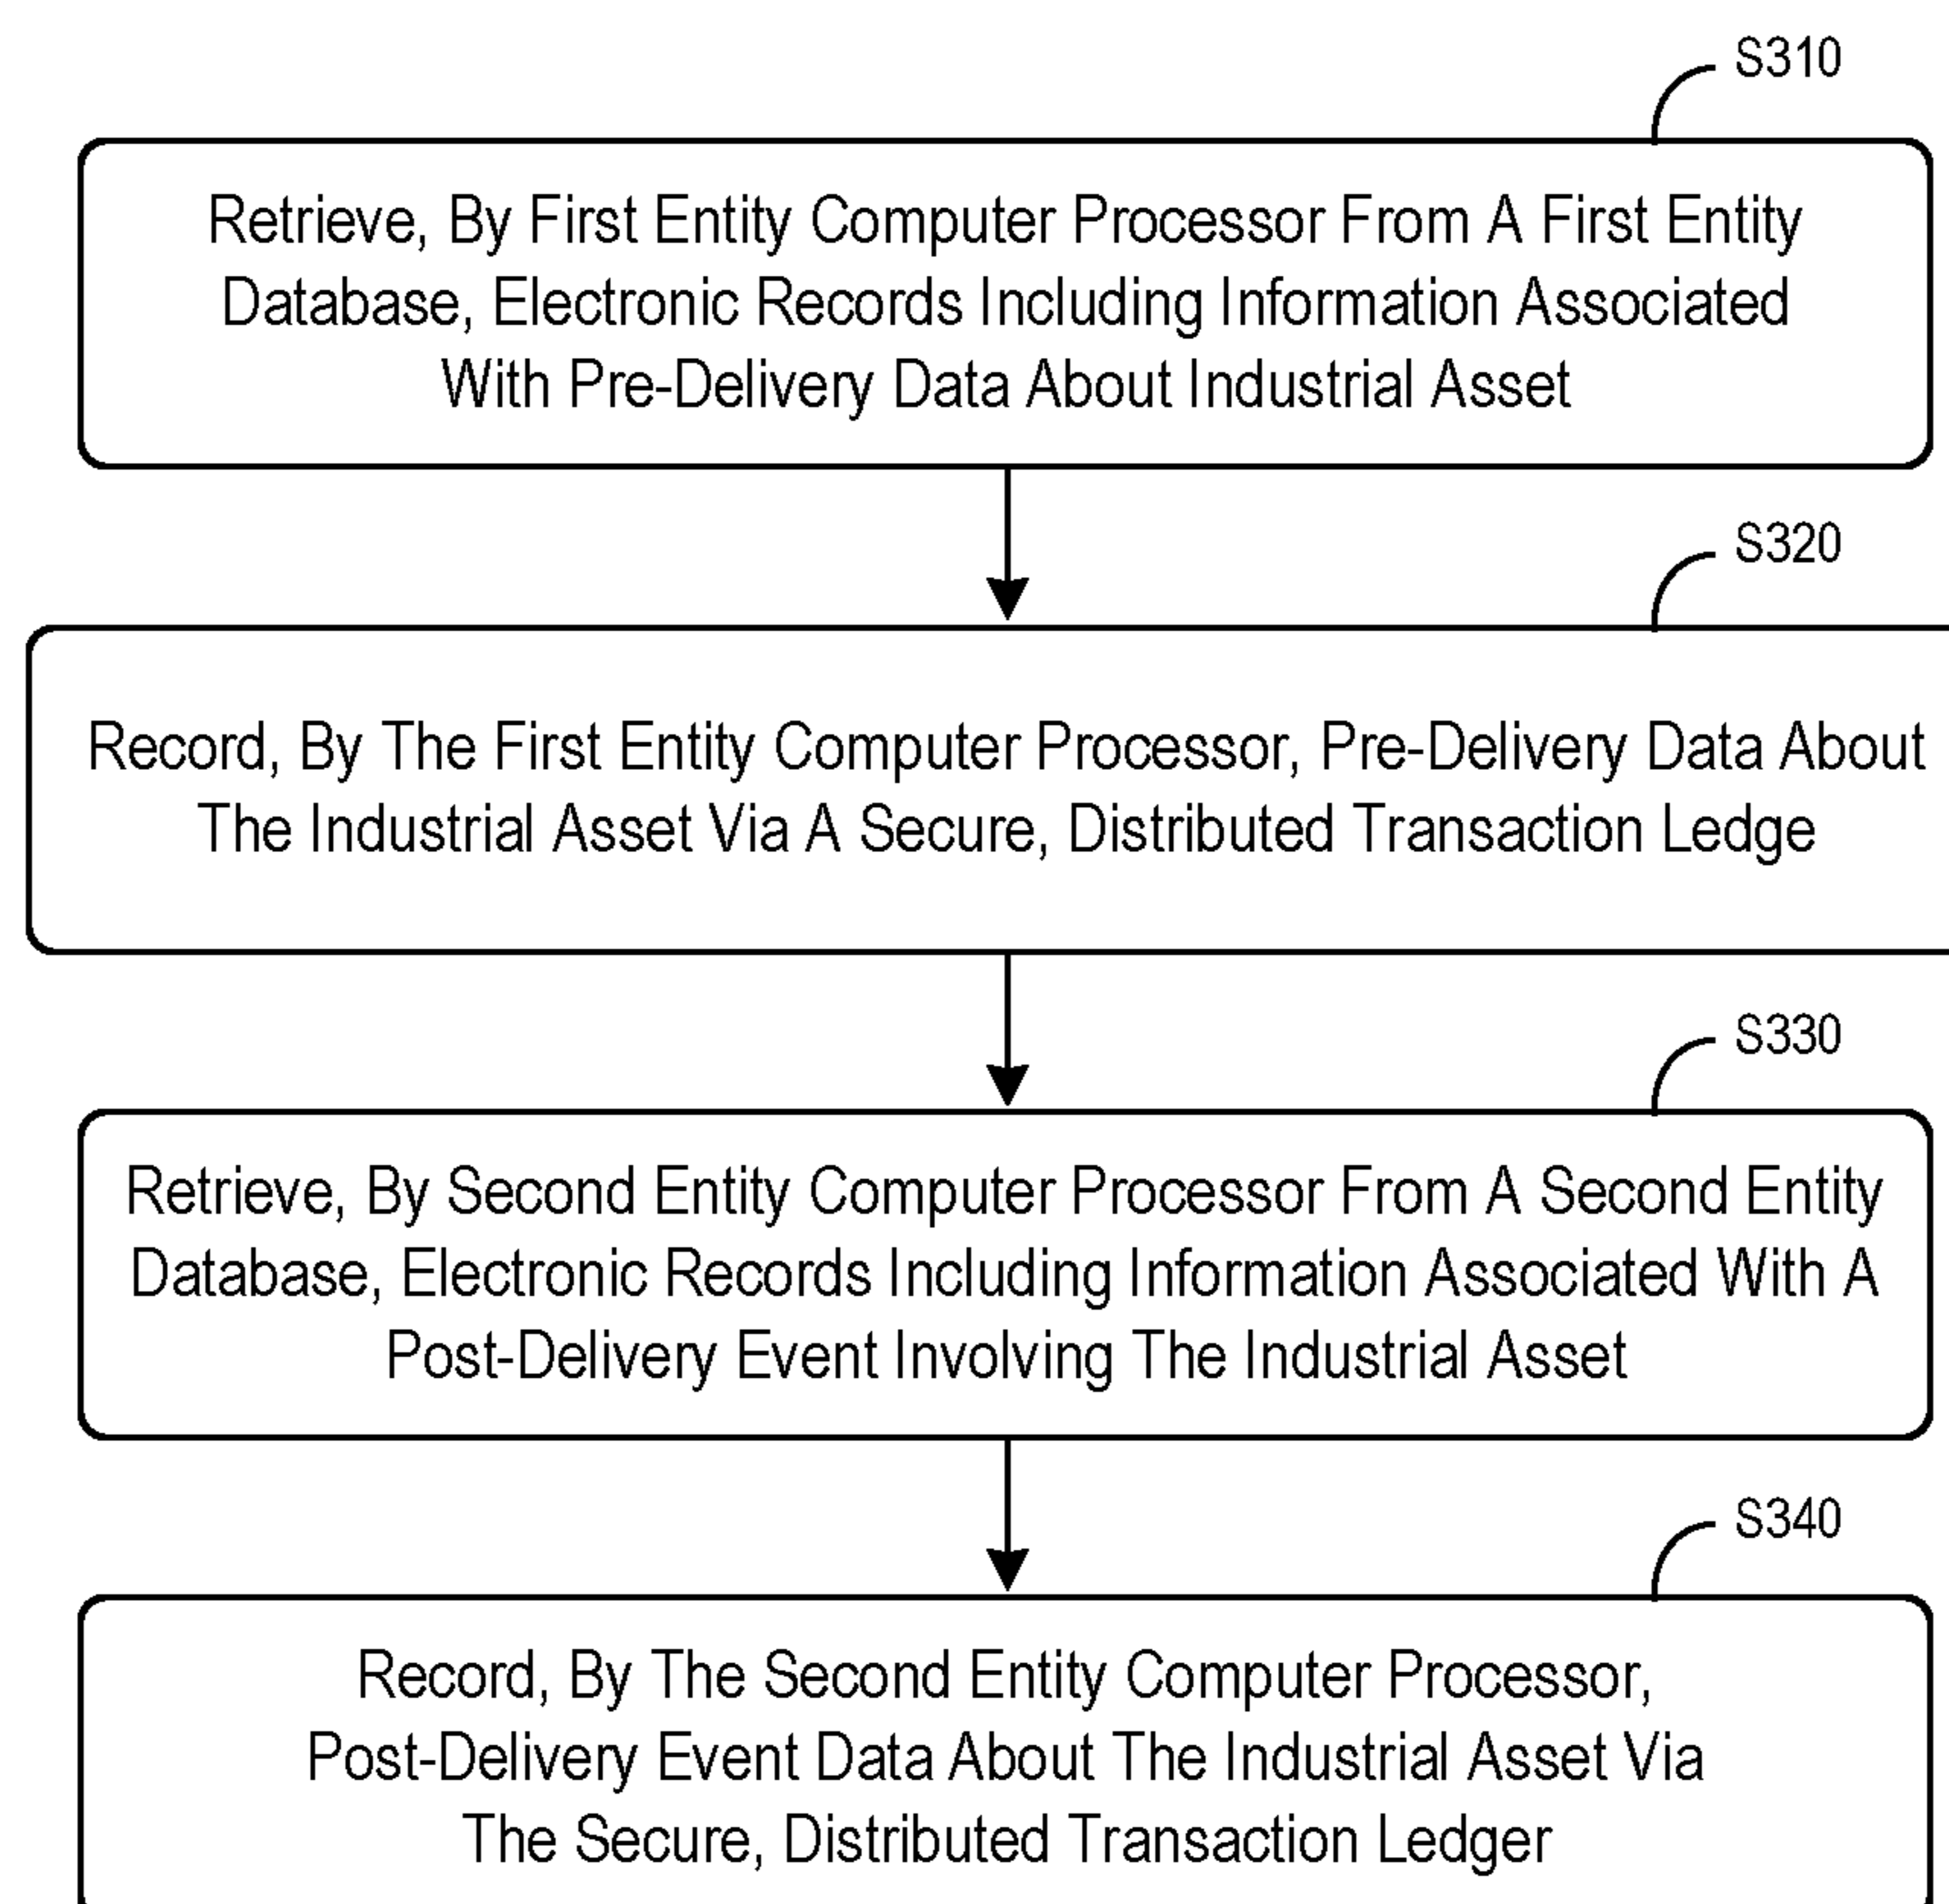 S310
Retrieve, By First Entity Computer Processor From A First Entity
Database, Electronic Records Including Information Associated
With Pre-Delivery Data About Industrial Asset
S320
Record, By The First Entity Computer Processor, Pre-Delivery Data About
The Industrial Asset Via A Secure, Distributed Transaction Ledge
S330
Retrieve, By Second Entity Computer Processor From A Second Entity
Database, Electronic Records Including Information Associated With A
Post-Delivery Event Involving The Industrial Asset
S340
Record, By The Second Entity Computer Processor,
Post-Delivery Event Data About The Industrial Asset Via
The Secure, Distributed Transaction Ledger